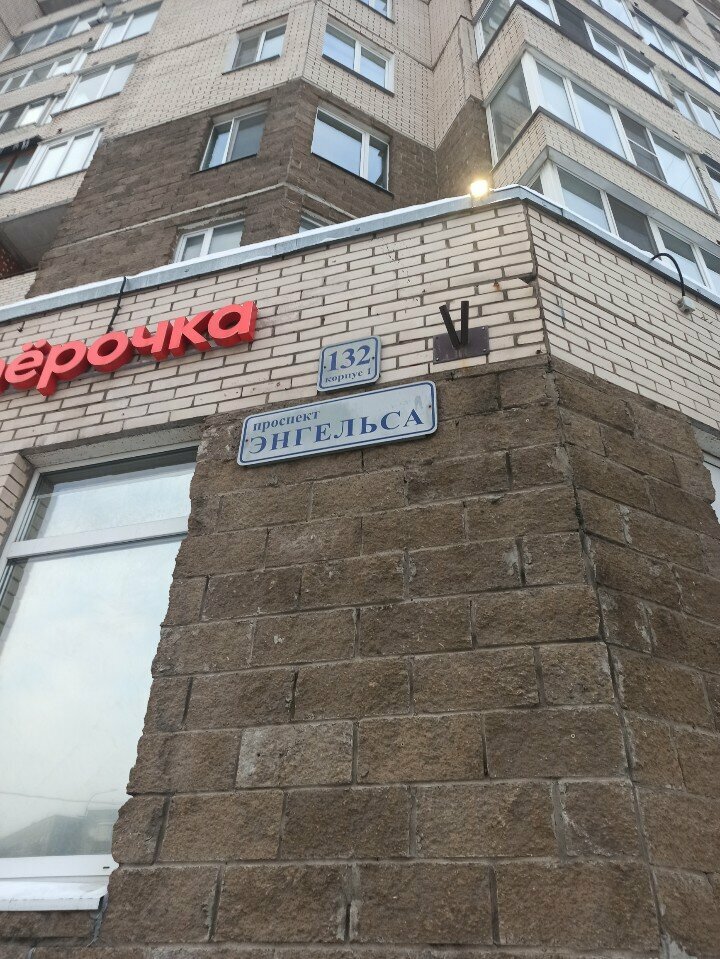 ёрочка
132
корпус 1
проспект
ЭНГЕЛЬСА